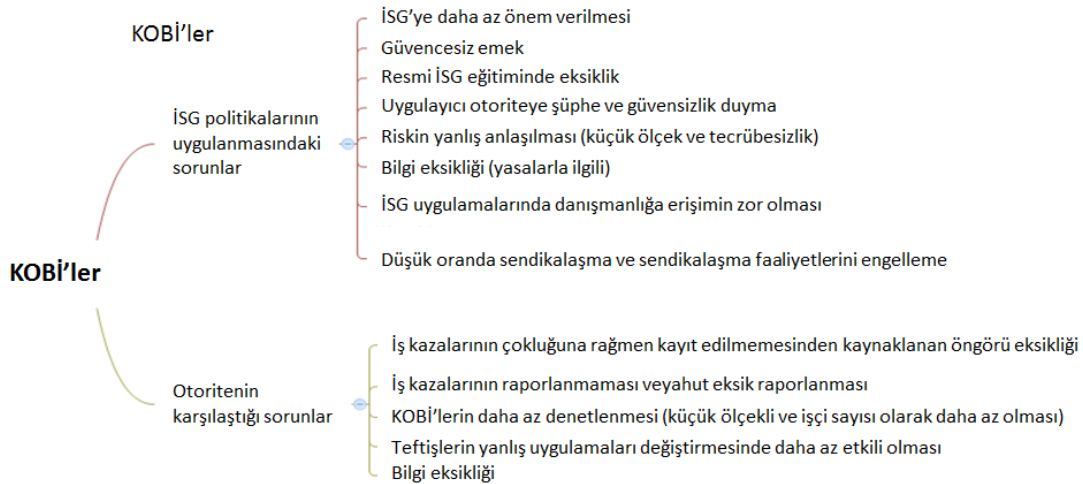 KOBİ’ler
İSG’ye daha az önem verilmesi
Güvencesiz emek
Resmi İSG eğitiminde eksiklik
Uygulayıcı otoriteye şüphe ve güvensizlik duyma
Riskin yanlış anlaşılması (küçük ölçek ve tecrübesizlik)
Bilgi eksikliği (yasalarla ilgili)
İSG uygulamalarında danışmanlığa erişimin zor olması
Düşük oranda sendikalaşma ve sendikalaşma faaliyetlerini engelleme
İSG politikalarının
uygulanmasındaki
sorunlar
KOBİ’ler
Otoritenin
karşılaştığı sorunlar
İş kazalarının çokluğuna rağmen kayıt edilmemesinden kaynaklanan öngörü eksikliği
İş kazalarının raporlanmaması veyahut eksik raporlanması
KOBİ’lerin daha az denetlenmesi (küçük ölçekli ve işçi sayısı olarak daha az olması)
Teftişlerin yanlış uygulamaları değiştirmesinde daha az etkili olması
Bilgi eksikliği